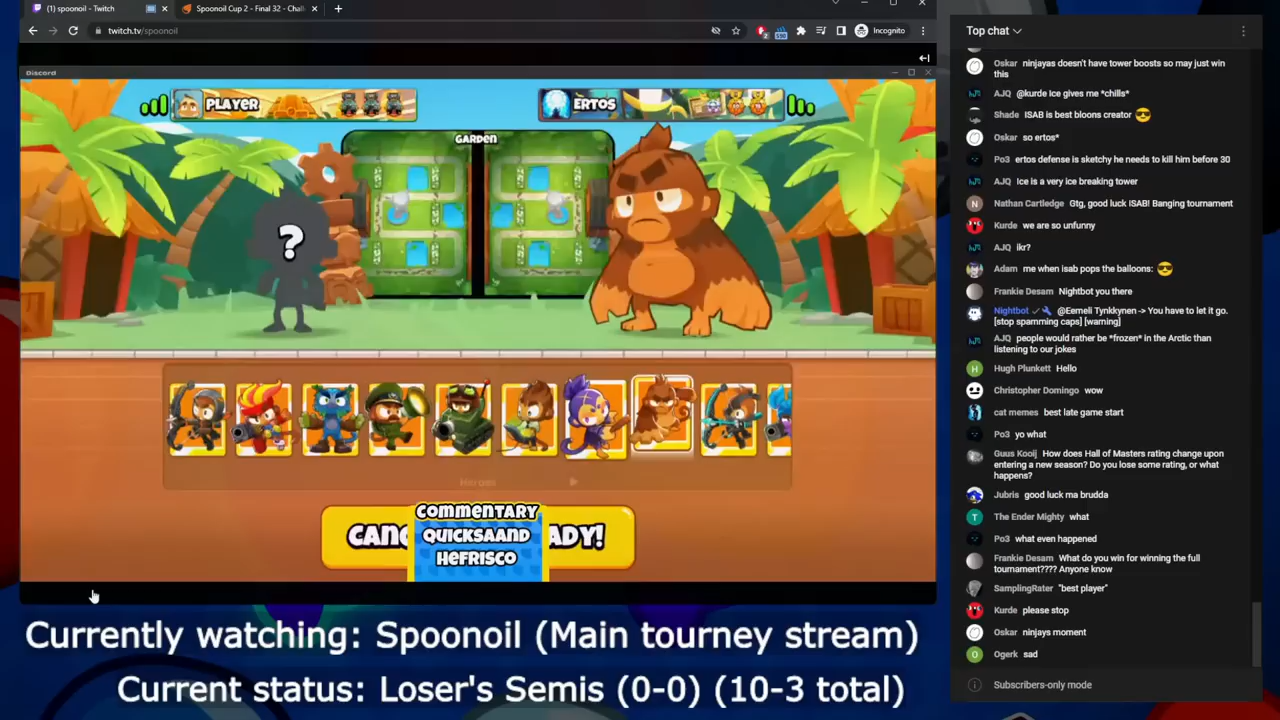 (1) spoonoil - Twitch
Spoonoil Cup 2 - Final 32 - Chall
twitch.tv/spoonoil
Incognito
Discord
PLAYER
ERTOS
GARDEN
?
Heroes
CANC
ADY!
COMMENTARY
QUICKSAAND
HEFRISCO
Currently watching: Spoonoil (Main tourney stream)
Current status: Loser's Semis (0-0) (10-3 total)
Top chat
Oskar ninjayas doesn't have tower boosts so may just win
this
AJQ @kurde Ice gives me *chills*
Shade ISAB is best bloons creator 😎
Oskar so ertos*
Po3 ertos defense is sketchy he needs to kill him before 30
AJQ Ice is a very ice breaking tower
Nathan Cartledge Gtg, good luck ISAB! Banging tournament
Kurde we are so unfunny
AJQ ikr?
Adam me when isab pops the balloons: 😎
Frankie Desam Nightbot you there
Nightbot @Eemeli Tynkkynen -> You have to let it go.
[stop spamming caps] [warning]
AJQ people would rather be *frozen* in the Arctic than
listening to our jokes
Hugh Plunkett Hello
Christopher Domingo wow
cat memes best late game start
Po3 yo what
Guus Kooij How does Hall of Masters rating change upon
entering a new season? Do you lose some rating, or what
happens?
Jubris good luck ma brudda
The Ender Mighty what
Po3 what even happened
Frankie Desam What do you win for winning the full
tournament???? Anyone know
SamplingRater "best player"
Kurde please stop
Oskar ninjays moment
Ogerk sad
Subscribers-only mode